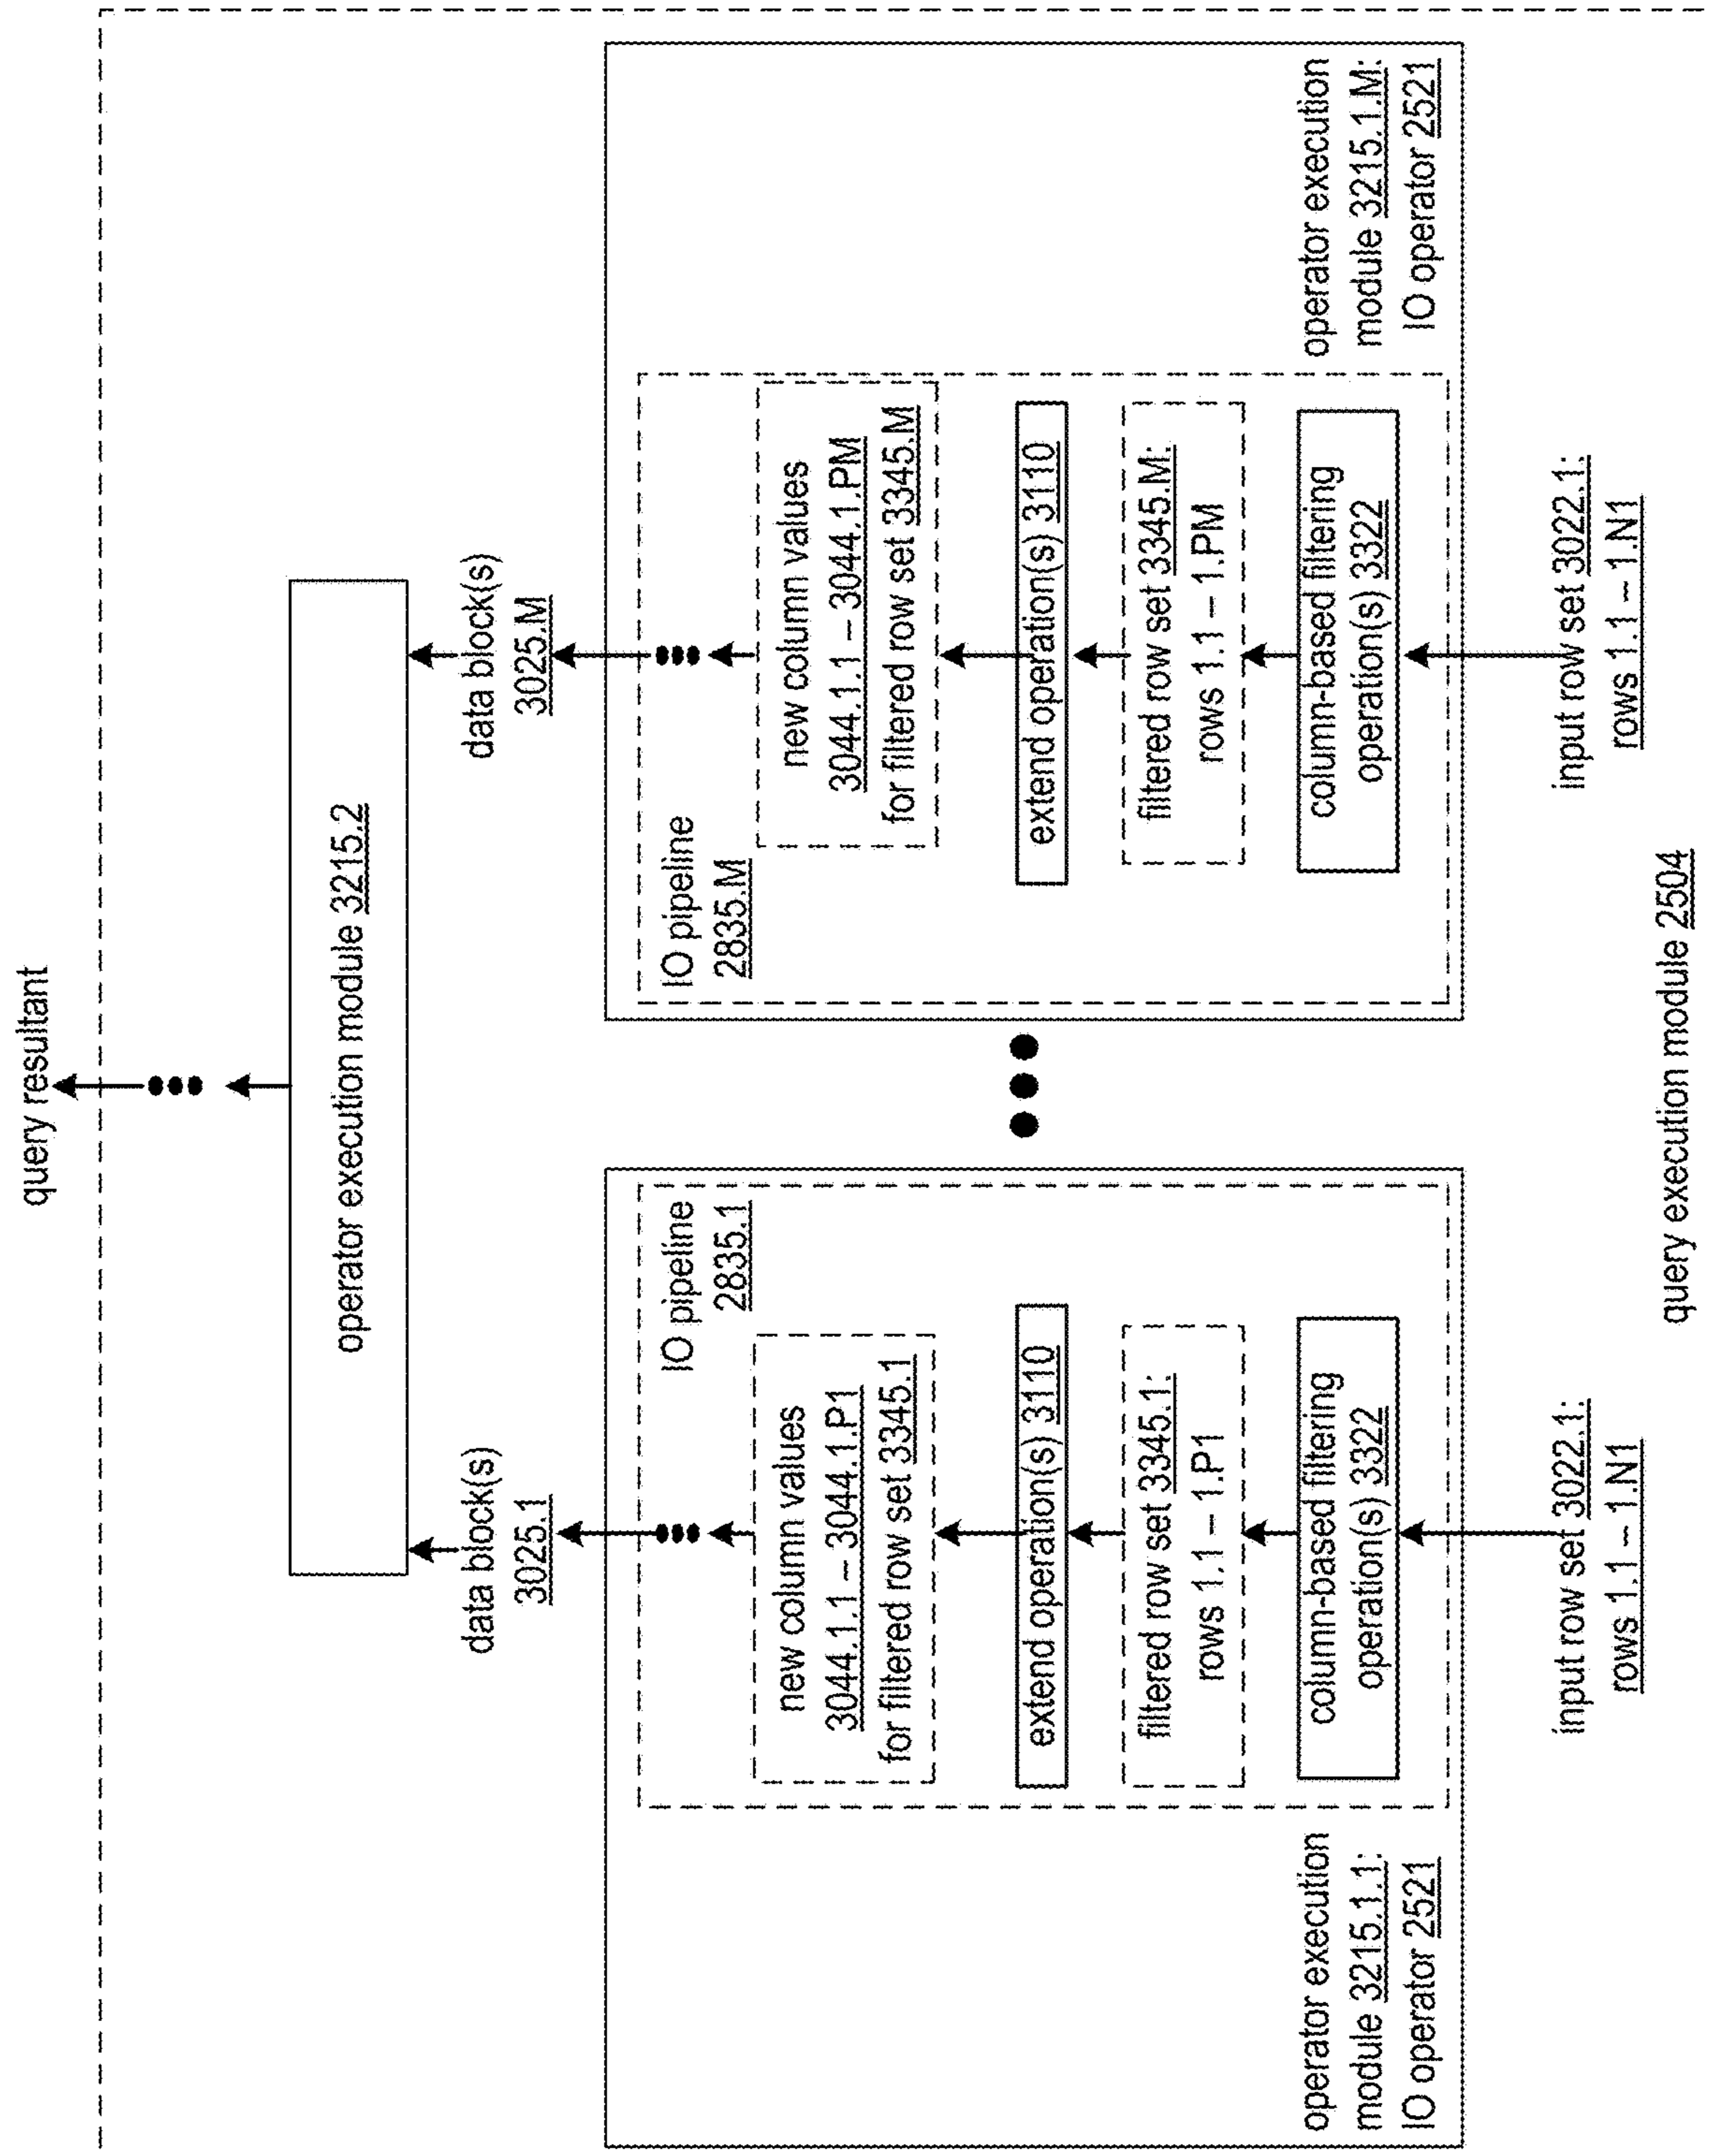 query resultant
operator execution module 3215.2
data block(s)
3025.1
data block(s)
3025.M
IO pipeline
2835.1
new column values
3044.1.1 – 3044.1.P1
for filtered row set 3345.1
extend operation(s) 3110
filtered row set 3345.1:
rows 1.1 – 1.P1
column-based filtering
operation(s) 3322
operator execution
module 3215.1.1:
IO operator 2521
input row set 3022.1:
rows 1.1 – 1.N1
IO pipeline
2835.M
new column values
3044.1.1 – 3044.1.PM
for filtered row set 3345.M
extend operation(s) 3110
filtered row set 3345.M:
rows 1.1 – 1.PM
column-based filtering
operation(s) 3322
operator execution
module 3215.1.M:
IO operator 2521
input row set 3022.1:
rows 1.1 – 1.N1
query execution module 2504